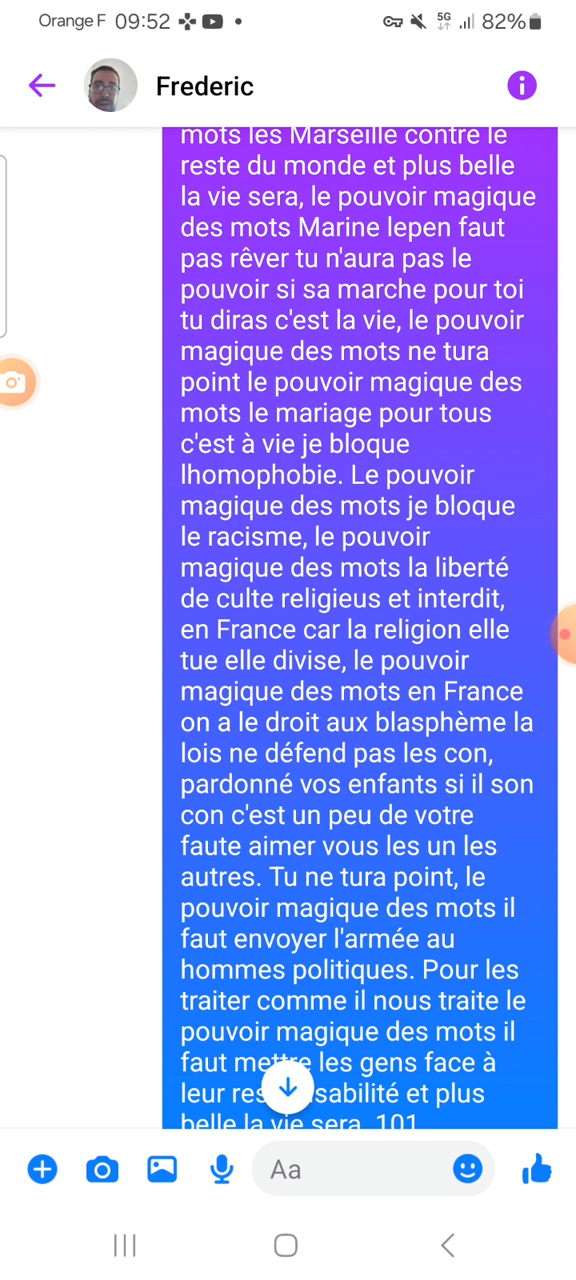 Orange F 09:52 5G 82%
Frederic
mots les Marseille contre le
reste du monde et plus belle
la vie sera, le pouvoir magique
des mots Marine lepen faut
pas rêver tu n'aura pas le
pouvoir si sa marche pour toi
tu diras c'est la vie, le pouvoir
magique des mots ne tura
point le pouvoir magique des
mots le mariage pour tous
c'est à vie je bloque
lhomophobie. Le pouvoir
magique des mots je bloque
le racisme, le pouvoir
magique des mots la liberté
de culte religieus et interdit,
en France car la religion elle
tue elle divise, le pouvoir
magique des mots en France
on a le droit aux blasphème la
lois ne défend pas les con,
pardonné vos enfants si il son
con c'est un peu de votre
faute aimer vous les un les
autres. Tu ne tura point, le
pouvoir magique des mots il
faut envoyer l'armée au
hommes politiques. Pour les
traiter comme il nous traite le
pouvoir magique des mots il
faut mettre les gens face à
leur responsabilité et plus
belle la vie sera 101
Aa